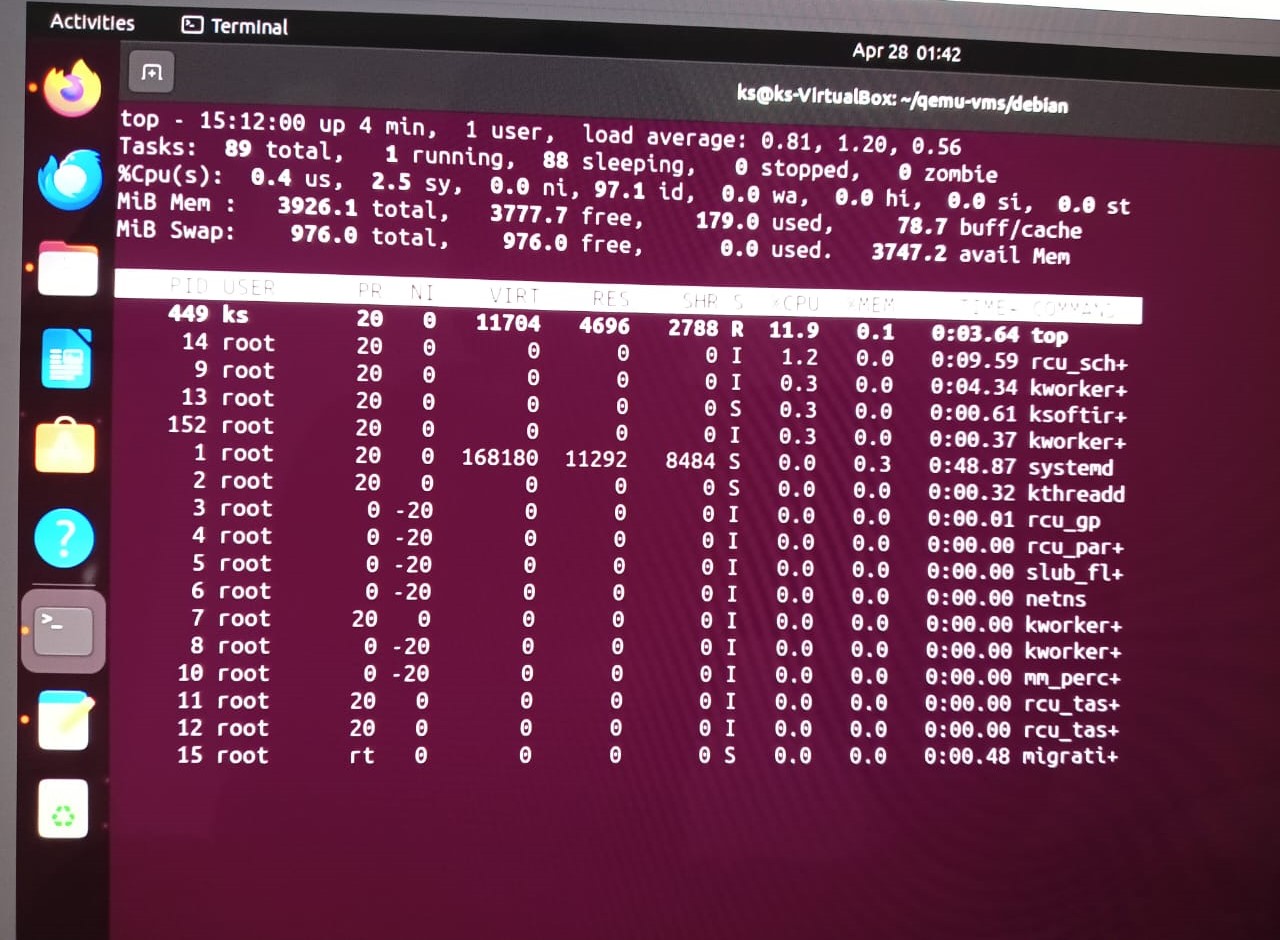 Activities Terminal
Apr 28 01:42
ks@ks-VirtualBox: ~/qemu-vms/debian
top - 15:12:00 up 4 min,  1 user,  load average: 0.81, 1.20, 0.56
Tasks:  89 total,   1 running,  88 sleeping,   0 stopped,   0 zombie
%Cpu(s):  0.4 us,  2.5 sy,  0.0 ni, 97.1 id,  0.0 wa,  0.0 hi,  0.0 si,  0.0 st
MiB Mem :   3926.1 total,   3777.7 free,    179.0 used,     78.7 buff/cache
MiB Swap:    976.0 total,    976.0 free,      0.0 used.   3747.2 avail Mem
PID USER PR NI VIRT RES SHR S %CPU %MEM TIME+ COMMAND
449 ks 20 0 11704 4696 2788 R 11.9 0.1 0:03.64 top
14 root 20 0 0 0 0 I 1.2 0.0 0:09.59 rcu_sch+
9 root 20 0 0 0 0 I 0.3 0.0 0:04.34 kworker+
13 root 20 0 0 0 0 S 0.3 0.0 0:00.61 ksoftir+
152 root 20 0 0 0 0 I 0.3 0.0 0:00.37 kworker+
1 root 20 0 168180 11292 8484 S 0.0 0.3 0:48.87 systemd
2 root 20 0 0 0 0 S 0.0 0.0 0:00.32 kthreadd
3 root 0 -20 0 0 0 I 0.0 0.0 0:00.01 rcu_gp
4 root 0 -20 0 0 0 I 0.0 0.0 0:00.00 rcu_par+
5 root 0 -20 0 0 0 I 0.0 0.0 0:00.00 slub_fl+
6 root 0 -20 0 0 0 I 0.0 0.0 0:00.00 netns
7 root 20 0 0 0 0 I 0.0 0.0 0:00.00 kworker+
8 root 0 -20 0 0 0 I 0.0 0.0 0:00.00 kworker+
10 root 0 -20 0 0 0 I 0.0 0.0 0:00.00 mm_perc+
11 root 20 0 0 0 0 I 0.0 0.0 0:00.00 rcu_tas+
12 root 20 0 0 0 0 I 0.0 0.0 0:00.00 rcu_tas+
15 root rt 0 0 0 0 S 0.0 0.0 0:00.48 migrati+